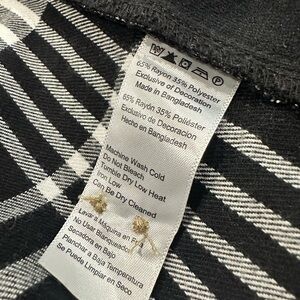 65% Rayon 35% Polyester
Exclusive of Decoration
Made in Bangladesh
65% Rayón 35% Poliéster
Exclusivo de Decoración
Hecho en Bangladesh
Machine Wash Cold
Do Not Bleach
Tumble Dry Low Heat
Iron Low
Can Be Dry Cleaned
Lavar a Máquina en
No Usar Blanqueador
Secadora en Bajo
Planchar a Baja Temperatura
Se Puede Limpiar en Seco